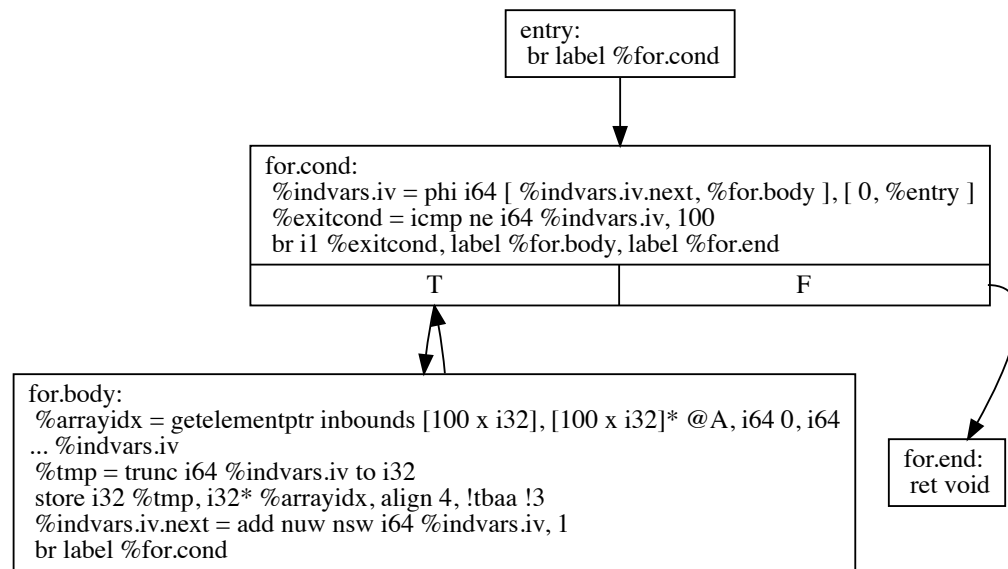 entry:
br label %for.cond
for.cond:
%indvars.iv = phi i64 [ %indvars.iv.next, %for.body ], [ 0, %entry ]
%exitcond = icmp ne i64 %indvars.iv, 100
br i1 %exitcond, label %for.body, label %for.end
T
F
for.body:
%arrayidx = getelementptr inbounds [100 x i32], [100 x i32]* @A, i64 0, i64
... %indvars.iv
%tmp = trunc i64 %indvars.iv to i32
store i32 %tmp, i32* %arrayidx, align 4, !tbaa !3
%indvars.iv.next = add nuw nsw i64 %indvars.iv, 1
br label %for.cond
for.end:
ret void